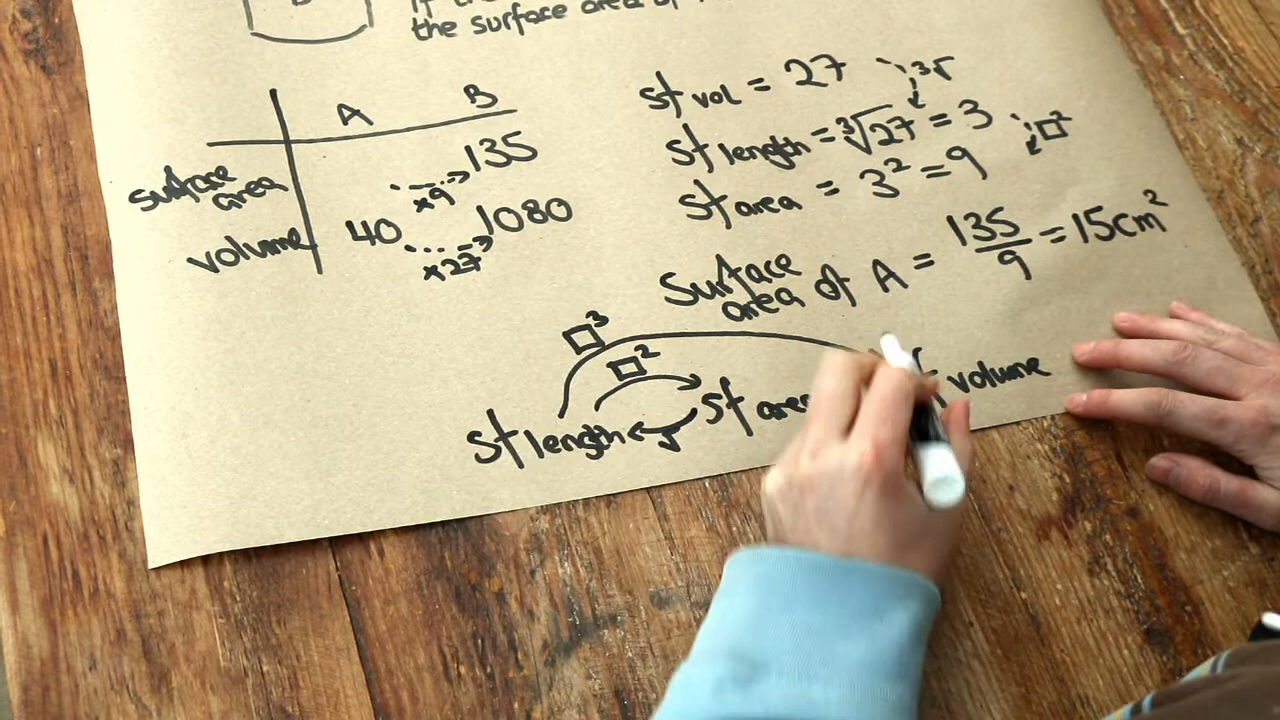 B
the surface area of
A B
surface area 135
×9
volume 40 1080
×27
sf vol = 27
3√
sf length = ³√27 = 3
□²
sf area = 3² = 9
surface area of A = 135/9 = 15cm²
□³
□²
sf length sf area sf volume
√